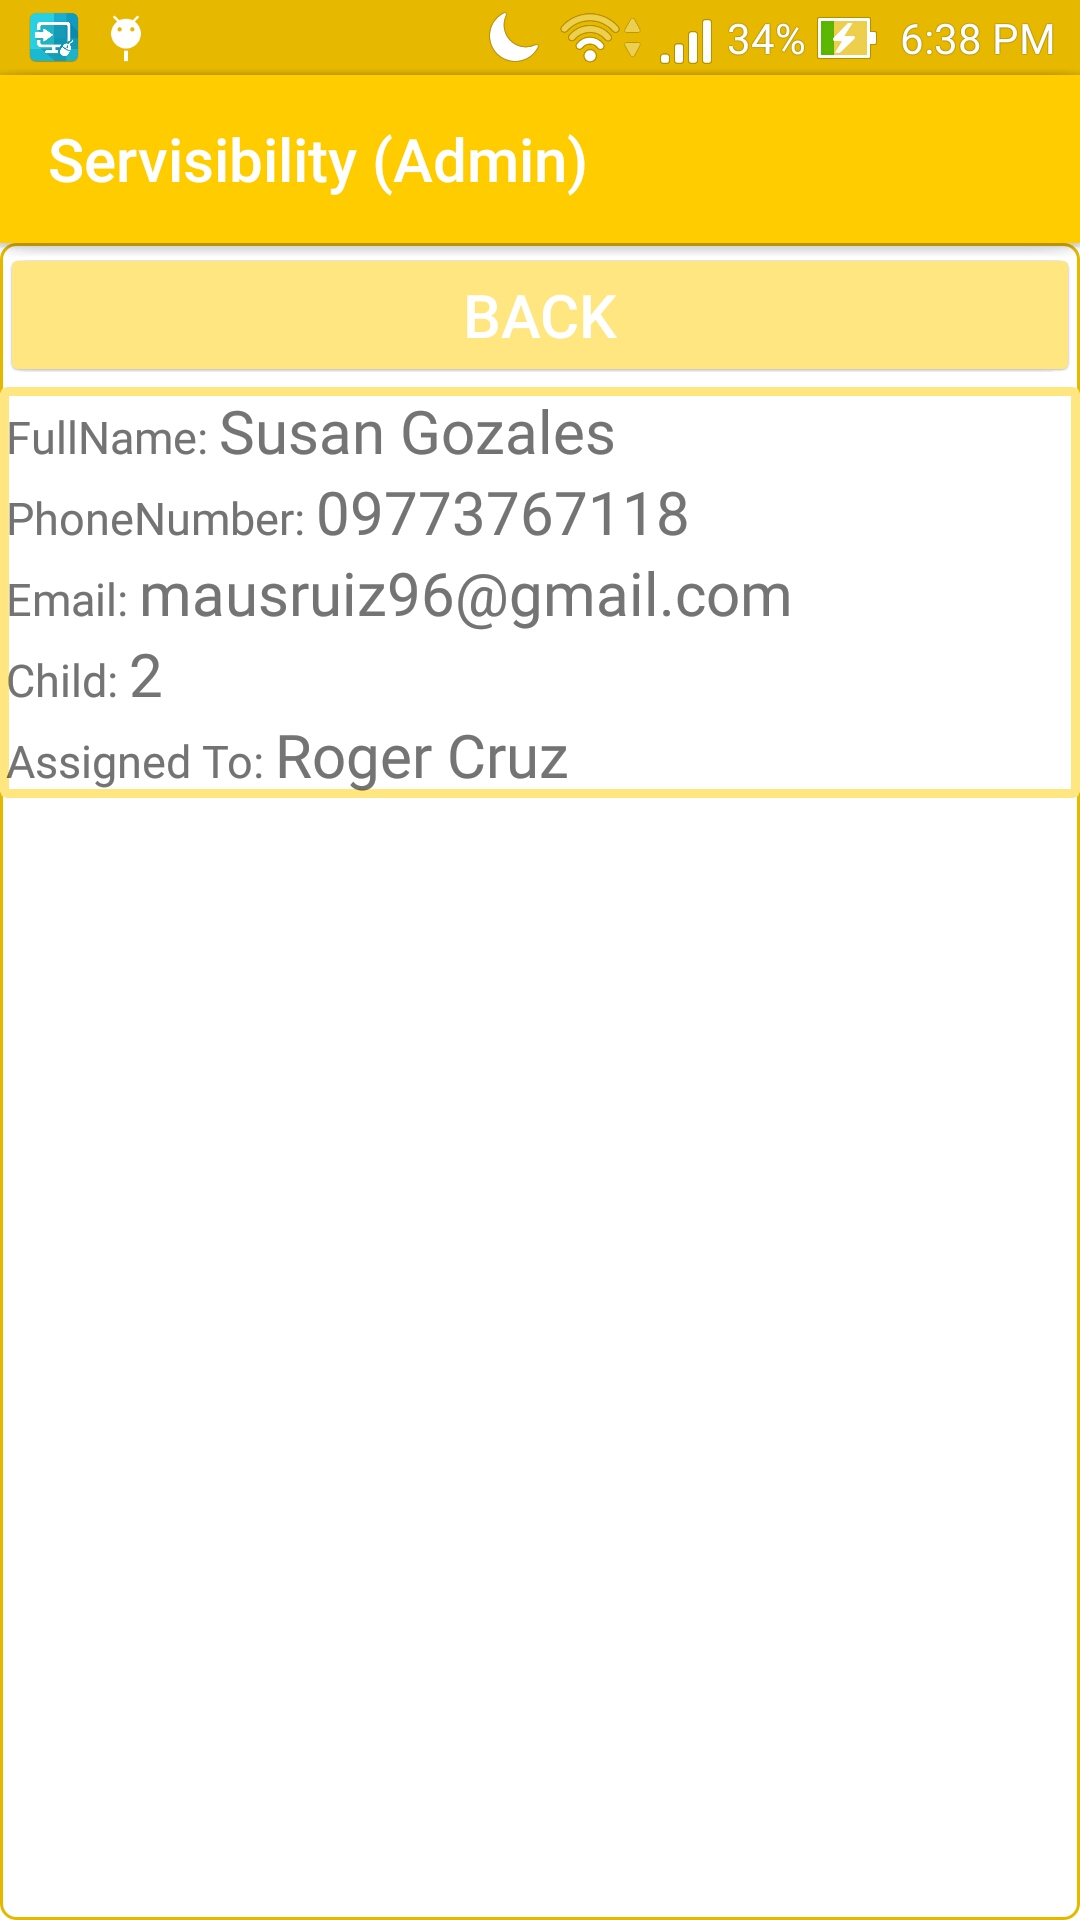 34% 6:38 PM
Servisibility (Admin)
BACK
FullName: Susan Gozales
PhoneNumber: 09773767118
Email: mausruiz96@gmail.com
Child: 2
Assigned To: Roger Cruz